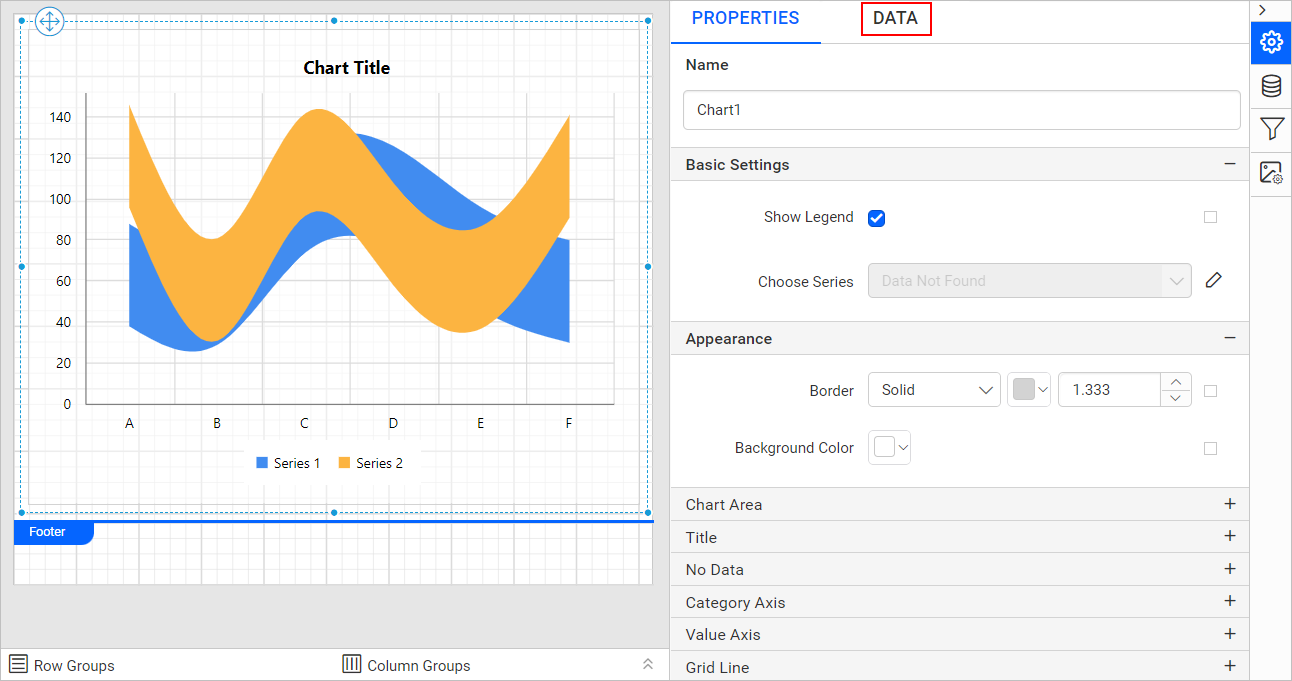 Chart Title
140
120
100
80
60
40
20
0
A B C D E F
Series 1 Series 2
Footer
Row Groups Column Groups
PROPERTIES DATA
Name
Chart1
Basic Settings
Show Legend
Choose Series Data Not Found
Appearance
Border Solid 1.333
Background Color
Chart Area
Title
No Data
Category Axis
Value Axis
Grid Line